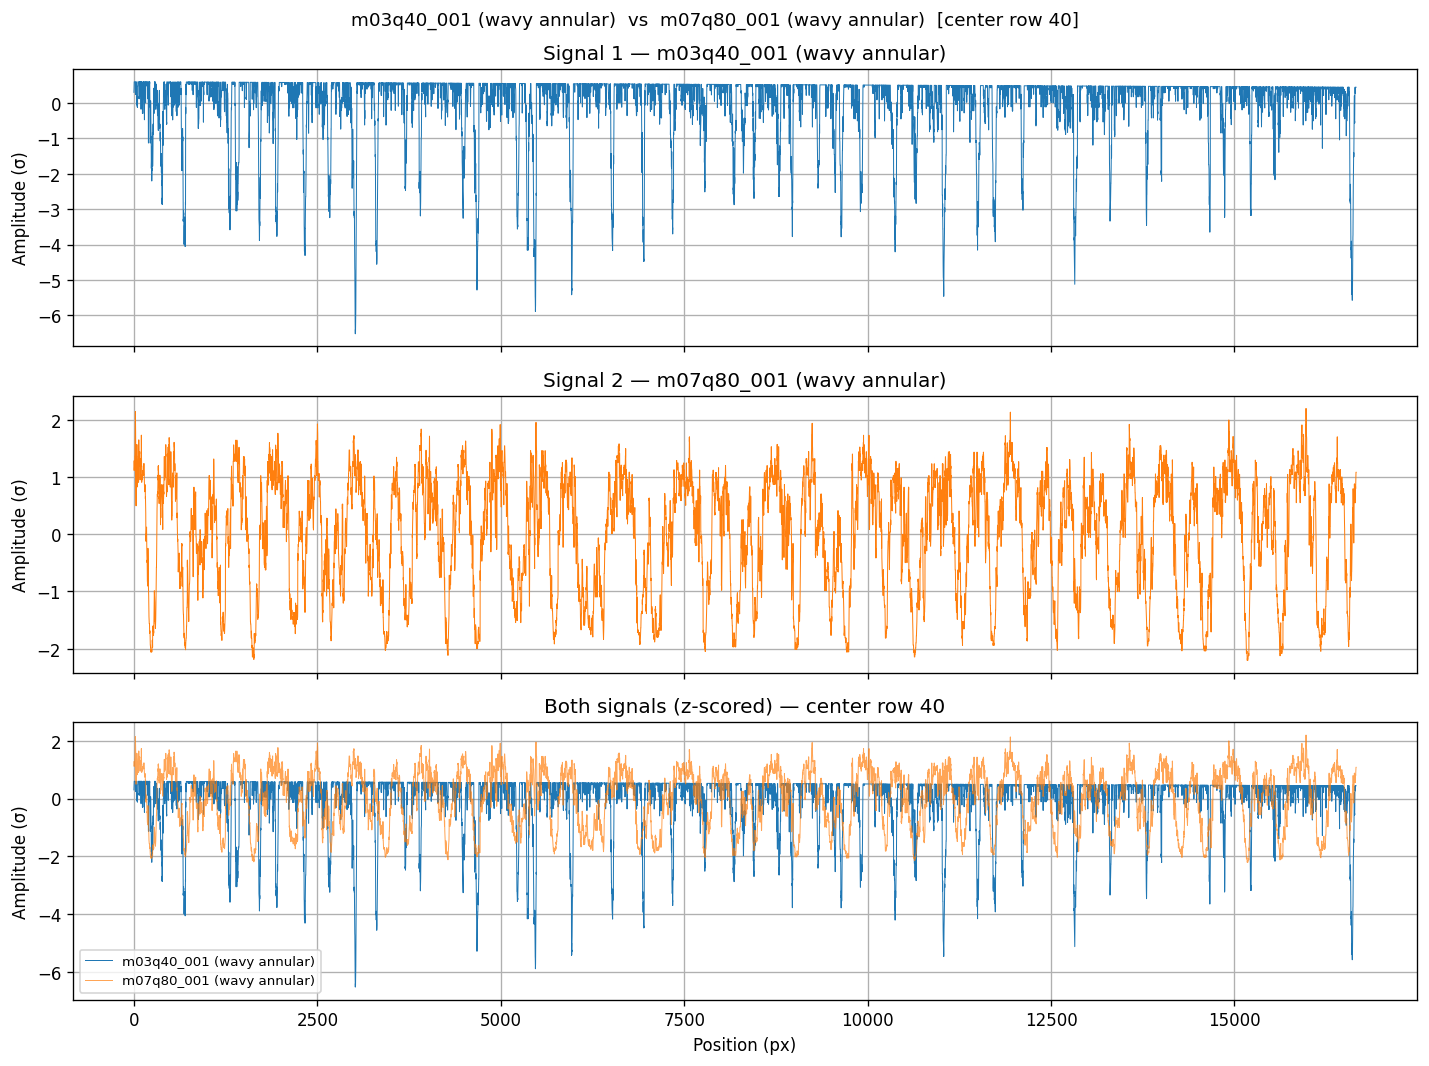 m03q40_001 (wavy annular)  vs  m07q80_001 (wavy annular)  [center row 40]
Signal 1 — m03q40_001 (wavy annular)
Amplitude (σ)
0
−1
−2
−3
−4
−5
−6
Signal 2 — m07q80_001 (wavy annular)
Amplitude (σ)
2
1
0
−1
−2
Both signals (z-scored) — center row 40
Amplitude (σ)
2
0
−2
−4
−6
m03q40_001 (wavy annular)
m07q80_001 (wavy annular)
0 2500 5000 7500 10000 12500 15000
Position (px)